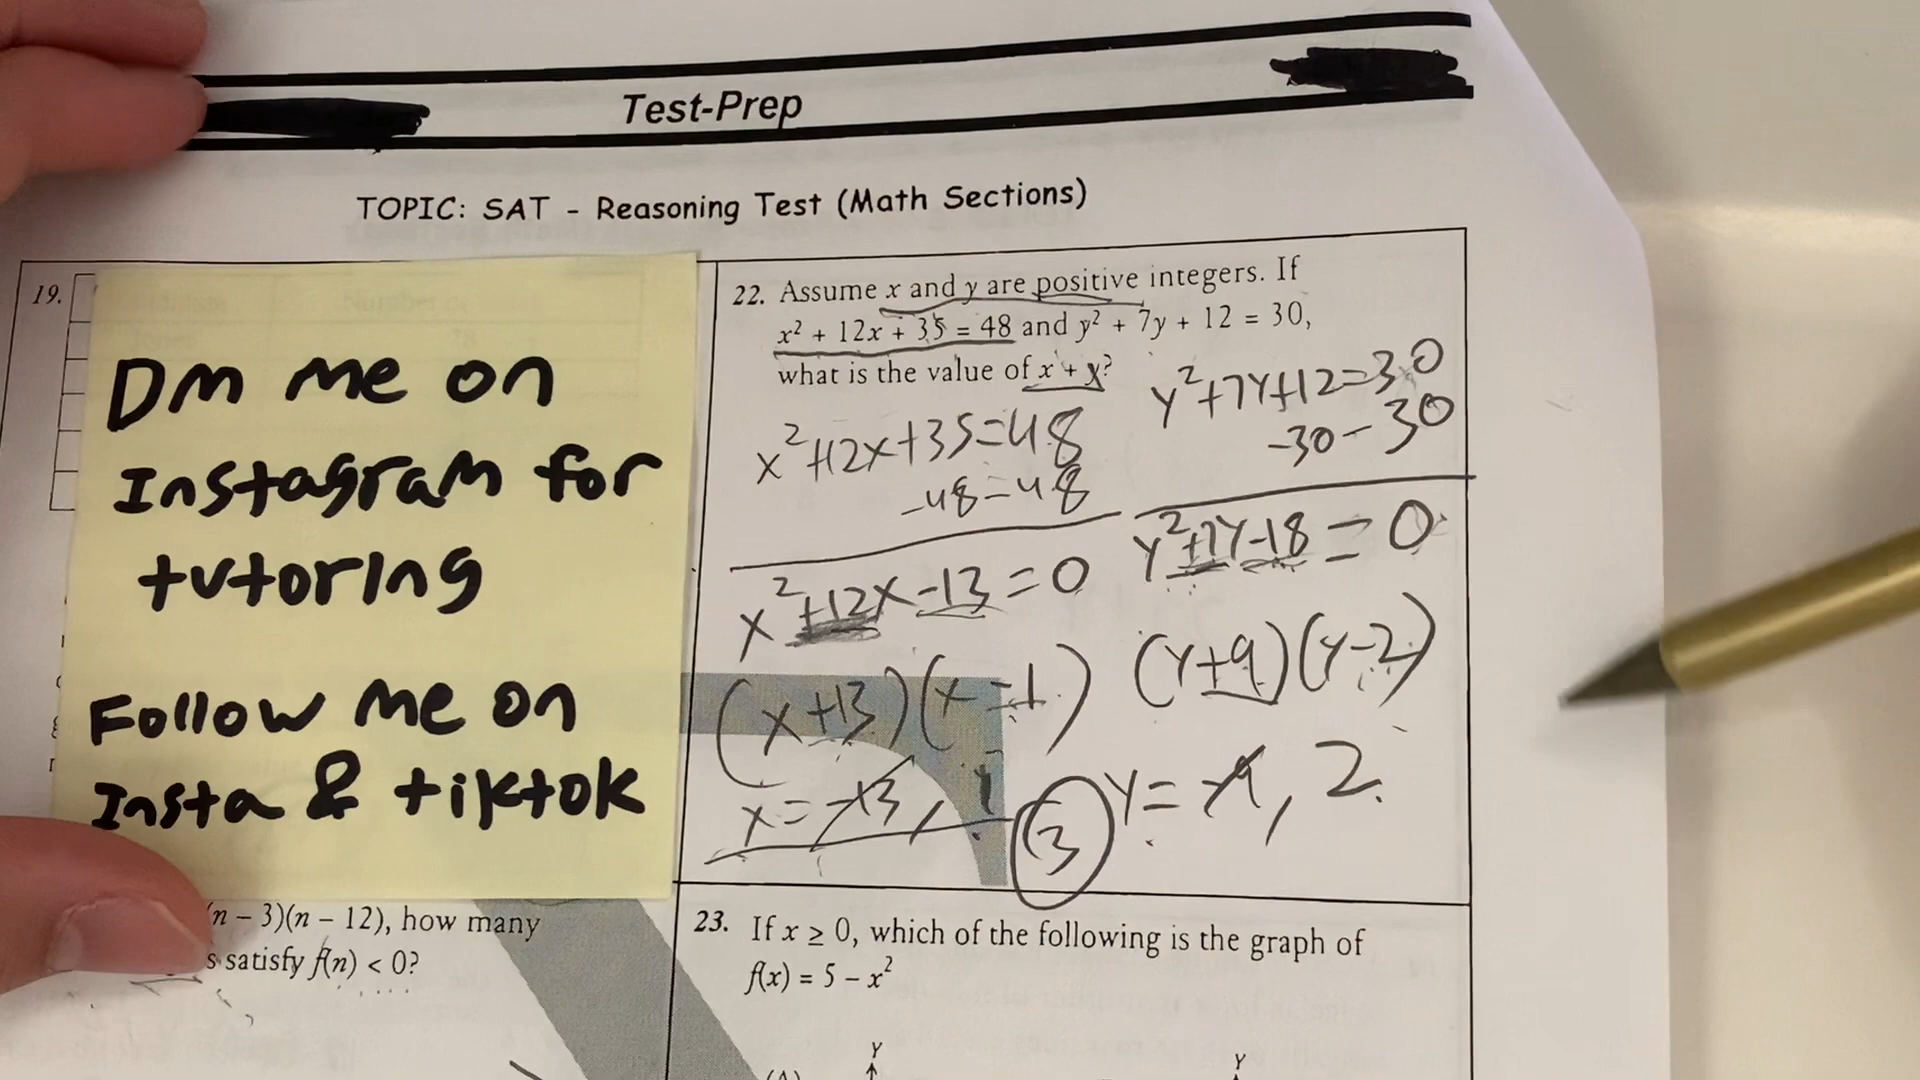 Test-Prep
TOPIC: SAT - Reasoning Test (Math Sections)
19.
Dm me on
Instagram for
tutoring
Follow me on
Insta & tiktok
(n – 3)(n – 12), how many
s satisfy f(n) < 0?
22. Assume x and y are positive integers. If
x² + 12x + 35 = 48 and y² + 7y + 12 = 30,
what is the value of x + y?
x²+12x+35=48
-48=48
x²+12x-13=0
(x+13)(x-1)
x=-13, 1
y²+7y+12=30
-30-30
y²+7y-18=0
(y+9)(y-2)
y=-9, 2.
3
23. If x ≥ 0, which of the following is the graph of
f(x) = 5 – x²
(A)
Y
Y